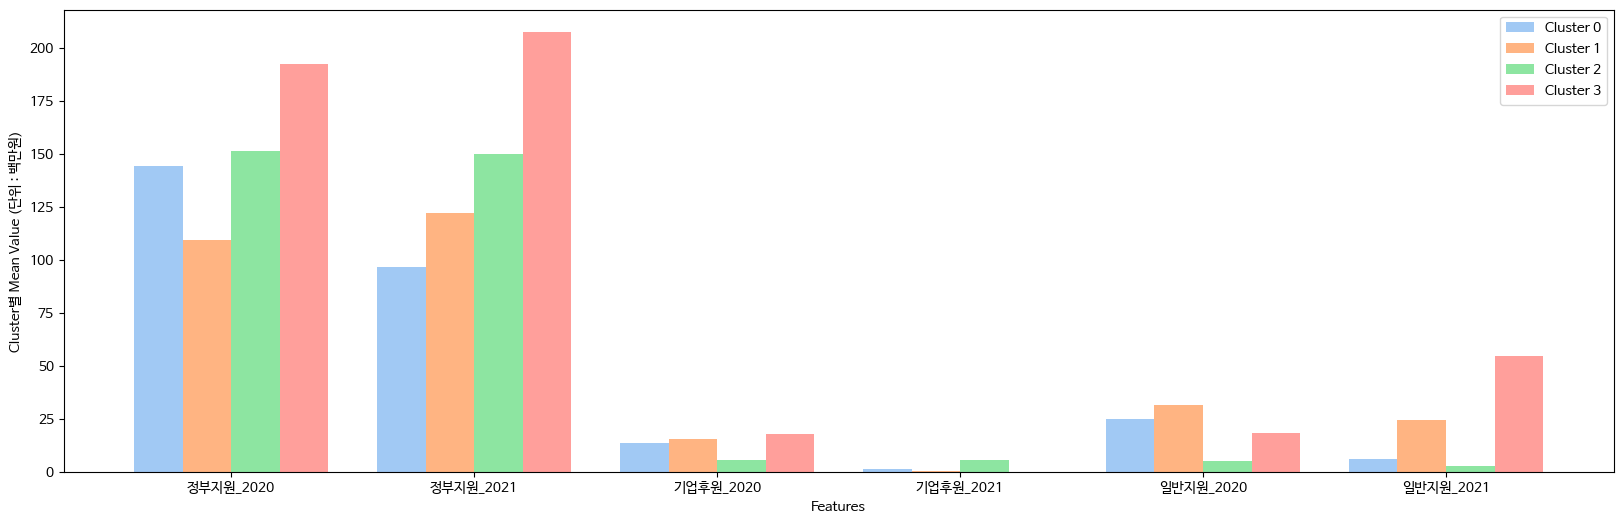 Cluster 0
Cluster 1
Cluster 2
Cluster 3
Cluster별 Mean Value (단위 : 백만원)
200
175
150
125
100
75
50
25
0
정부지원_2020
정부지원_2021
기업후원_2020
기업후원_2021
일반지원_2020
일반지원_2021
Features